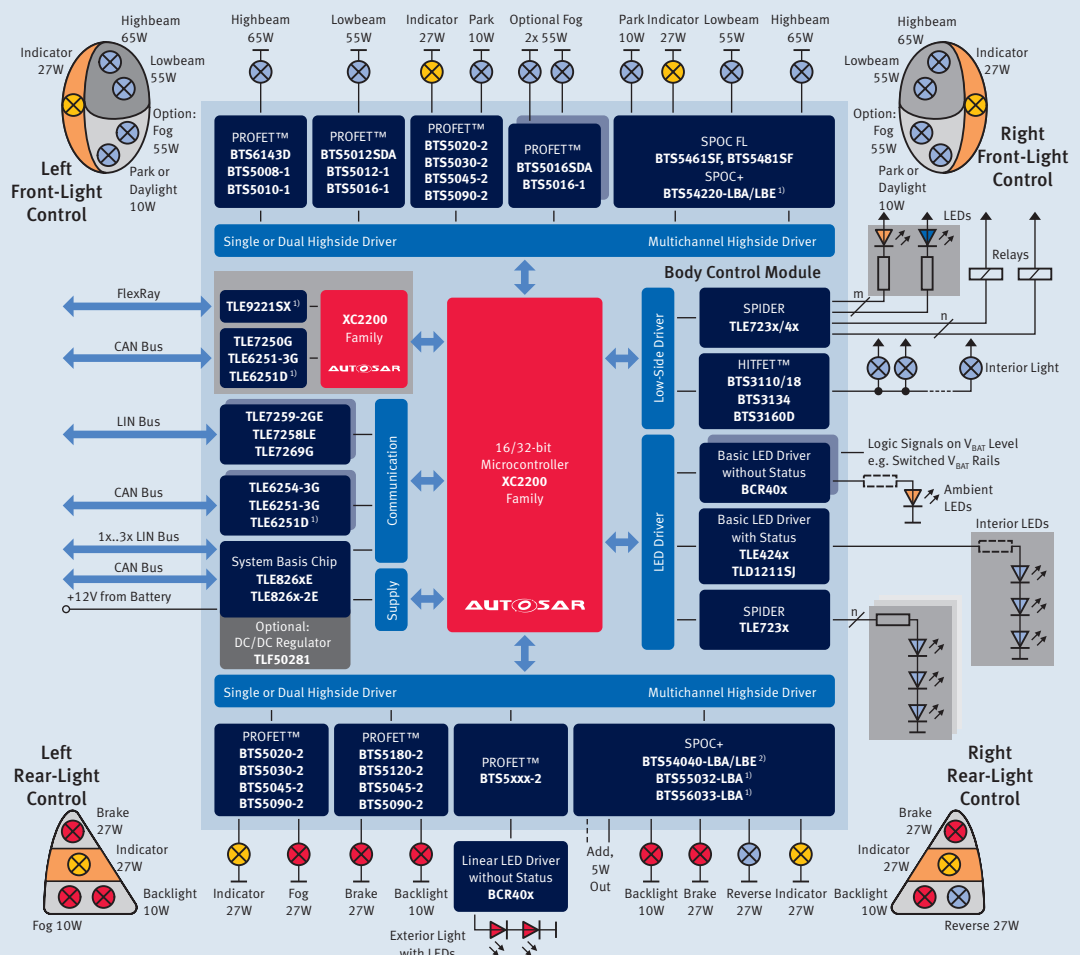 Highbeam
65W
Indicator
27W
Lowbeam
55W
Option:
Fog
55W
Park or
Daylight
10W
Left
Front-Light
Control
Highbeam
65W
Lowbeam
55W
Indicator
27W
Park
10W
Optional Fog
2x 55W
Park
10W
Indicator
27W
Lowbeam
55W
Highbeam
65W
Highbeam
65W
Indicator
27W
Lowbeam
55W
Option:
Fog
55W
Park or
Daylight
10W
Right
Front-Light
Control
PROFET™
BTS6143D
BTS5008-1
BTS5010-1
PROFET™
BTS5012SDA
BTS5012-1
BTS5016-1
PROFET™
BTS5020-2
BTS5030-2
BTS5045-2
BTS5090-2
PROFET™
BTS5016SDA
BTS5016-1
SPOC FL
BTS5461SF, BTS5481SF
SPOC+
BTS54220-LBA/LBE 1)
Single or Dual Highside Driver
Multichannel Highside Driver
Body Control Module
LEDs
Relays
m
n
FlexRay
CAN Bus
LIN Bus
CAN Bus
1x..3x LIN Bus
CAN Bus
+12V from Battery
TLE9221SX 1)
TLE7250G
TLE6251-3G
TLE6251D 1)
XC2200
Family
AUTOSAR
TLE7259-2GE
TLE7258LE
TLE7269G
TLE6254-3G
TLE6251-3G
TLE6251D 1)
System Basis Chip
TLE826xE
TLE826x-2E
Optional:
DC/DC Regulator
TLF50281
Communication
Supply
16/32-bit
Microcontroller
XC2200
Family
AUTOSAR
Low-Side Driver
LED Driver
SPIDER
TLE723x/4x
HITFET™
BTS3110/18
BTS3134
BTS3160D
Basic LED Driver
without Status
BCR40x
Basic LED Driver
with Status
TLE424x
TLD1211SJ
SPIDER
TLE723x
Interior Light
Logic Signals on VBAT Level
e.g. Switched VBAT Rails
Ambient
LEDs
Interior LEDs
n
Single or Dual Highside Driver
Multichannel Highside Driver
PROFET™
BTS5020-2
BTS5030-2
BTS5045-2
BTS5090-2
PROFET™
BTS5180-2
BTS5120-2
BTS5045-2
BTS5090-2
PROFET™
BTS5xxx-2
SPOC+
BTS54040-LBA/LBE 2)
BTS55032-LBA 1)
BTS56033-LBA 1)
Left
Rear-Light
Control
Brake
27W
Indicator
27W
Backlight
10W
Fog 10W
Indicator
27W
Fog
27W
Brake
27W
Backlight
10W
Linear LED Driver
without Status
BCR40x
Exterior Light
with LEDs
Add,
5W
Out
Backlight
10W
Brake
27W
Reverse
27W
Indicator
27W
Right
Rear-Light
Control
Brake
27W
Indicator
27W
Backlight
10W
Reverse 27W